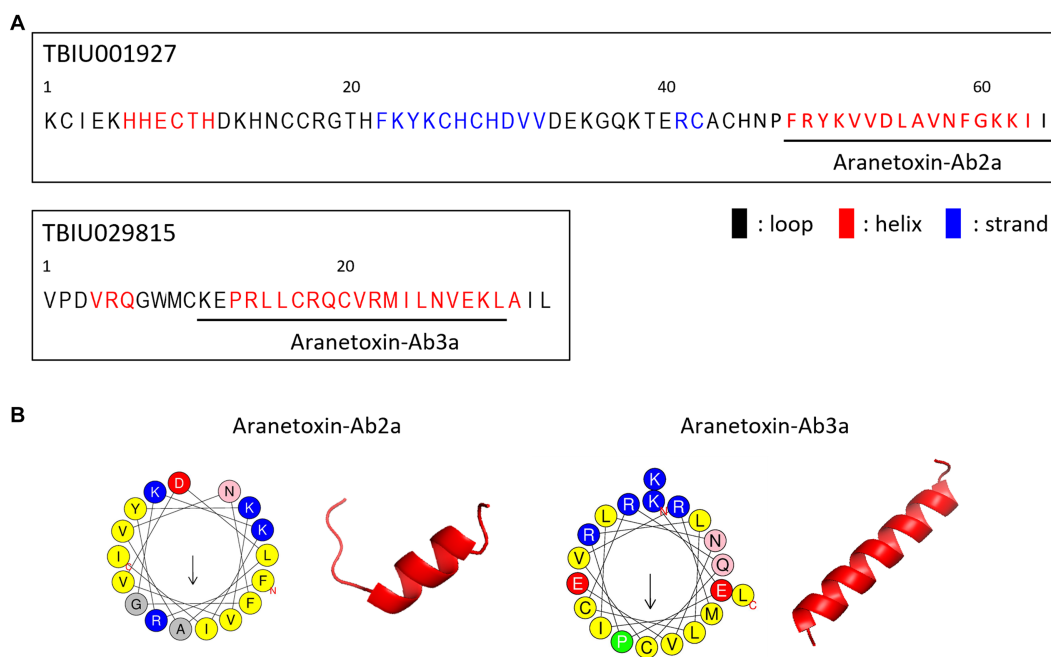 A
TBIU001927
1 20 40 60
KCIEKHHECTHDKHNCCRGTHFKYKCHCHDVVDEKGQKTERCACHNPFRYKVVDLAVNFGKKII
Aranetoxin-Ab2a
: loop : helix : strand
TBIU029815
1 20
VPDVRQGWMCKEPRLLCRQCVRMILNVEKLAIL
Aranetoxin-Ab3a
B
Aranetoxin-Ab2a Aranetoxin-Ab3a
K D N
Y K
V K
I L
C
V F
N
G F
R A I V
K
R K R
N
L L
R N
V Q
E E L
C
C M
I L
P C V